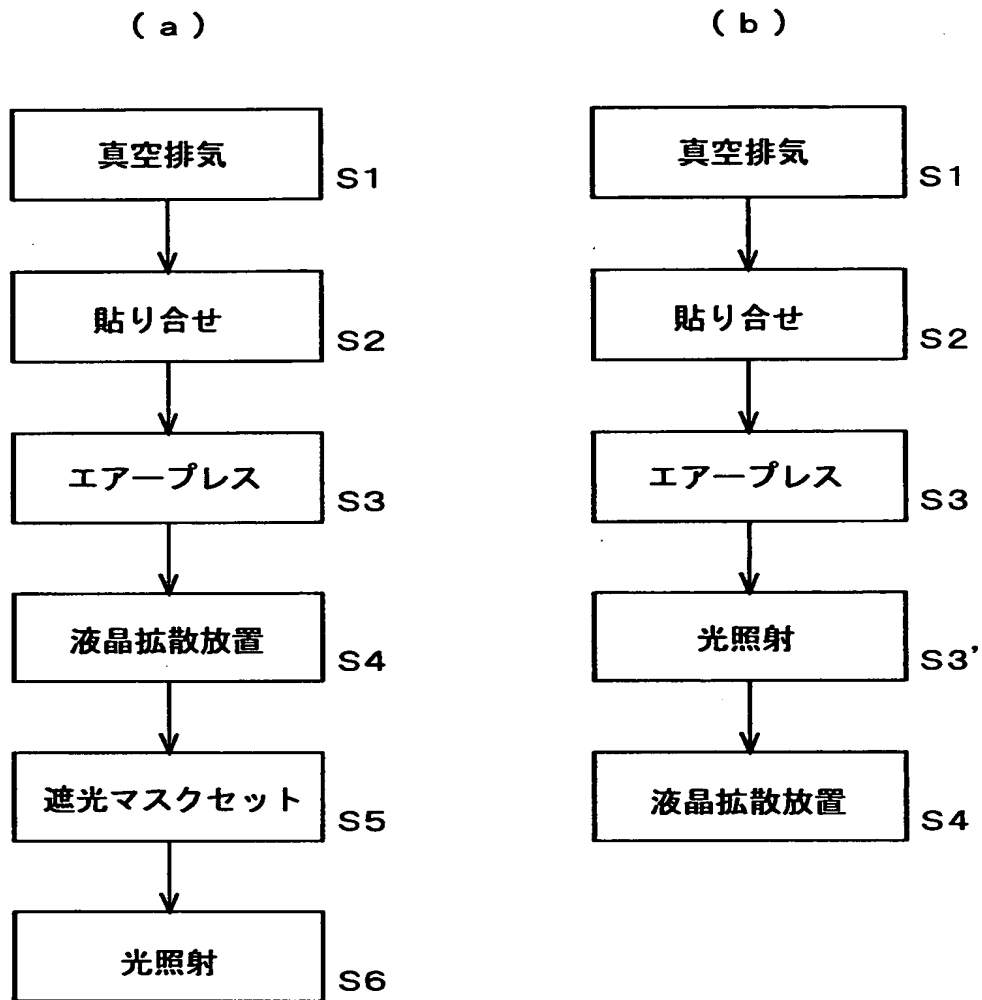 (a)
真空排気
S1
貼り合せ
S2
エアープレス
S3
液晶拡散放置
S4
遮光マスクセット
S5
光照射
S6
(b)
真空排気
S1
貼り合せ
S2
エアープレス
S3
光照射
S3'
液晶拡散放置
S4